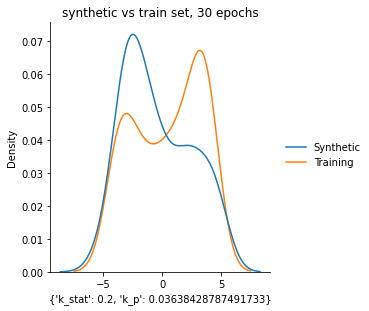 synthetic vs train set, 30 epochs
0.07
0.06
0.05
0.04
0.03
0.02
0.01
0.00
Density
−5
0
5
{'k_stat': 0.2, 'k_p': 0.03638428787491733}
Synthetic
Training